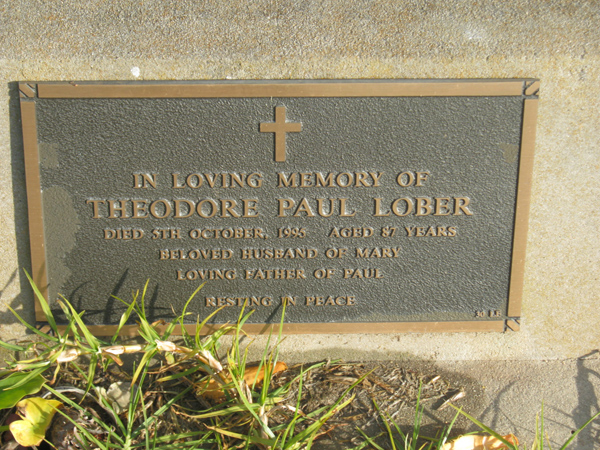 IN LOVING MEMORY OF
THEODORE PAUL LOBER
DIED 5TH OCTOBER, 1996 AGED 87 YEARS
BELOVED HUSBAND OF MARY
LOVING FATHER OF PAUL
RESTING IN PEACE